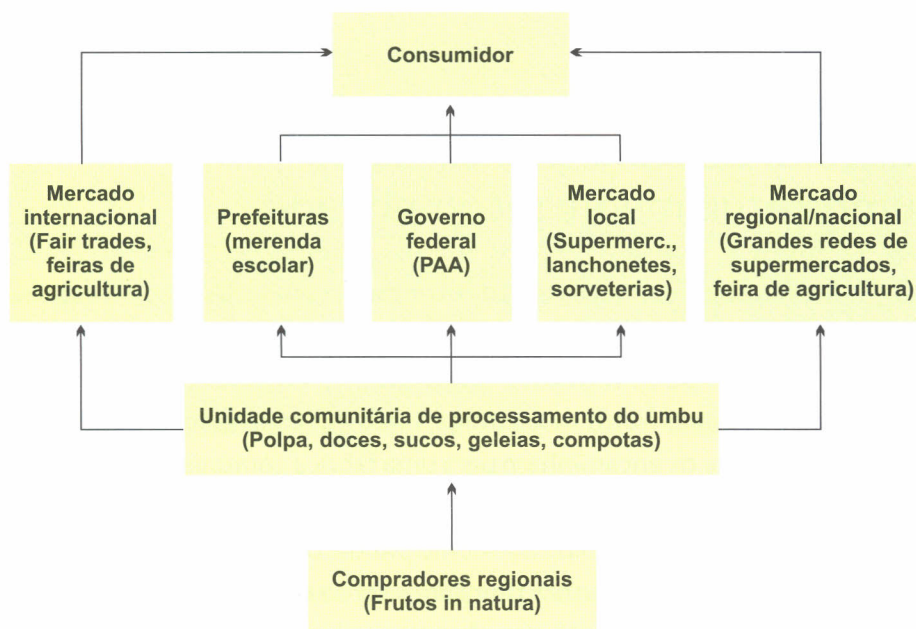 Consumidor
Mercado
internacional
(Fair trades,
feiras de
agricultura)
Prefeituras
(merenda
escolar)
Governo
federal
(PAA)
Mercado
local
(Supermerc.,
lanchonetes,
sorveterias)
Mercado
regional/nacional
(Grandes redes de
supermercados,
feira de agricultura)
Unidade comunitária de processamento do umbu
(Polpa, doces, sucos, geleias, compotas)
Compradores regionais
(Frutos in natura)